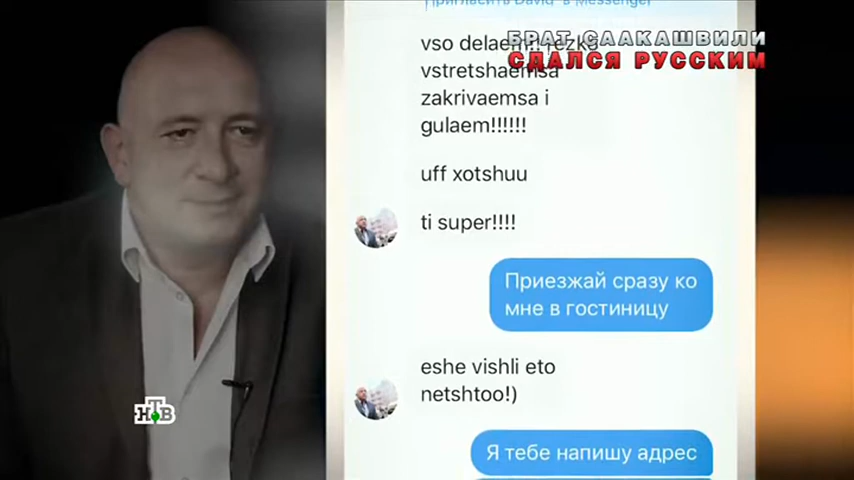 Пригласить David в Messenger
БРАТ СААКАШВИЛИ
СДАЛСЯ РУССКИМ
vso delaem!! rezko
vstretshaemsa
zakrivaemsa i
gulaem!!!!!!
uff xotshuu
ti super!!!!
Приезжай сразу ко
мне в гостиницу
eshe vishli eto
netshtoo!)
Я тебе напишу адрес
НТВ